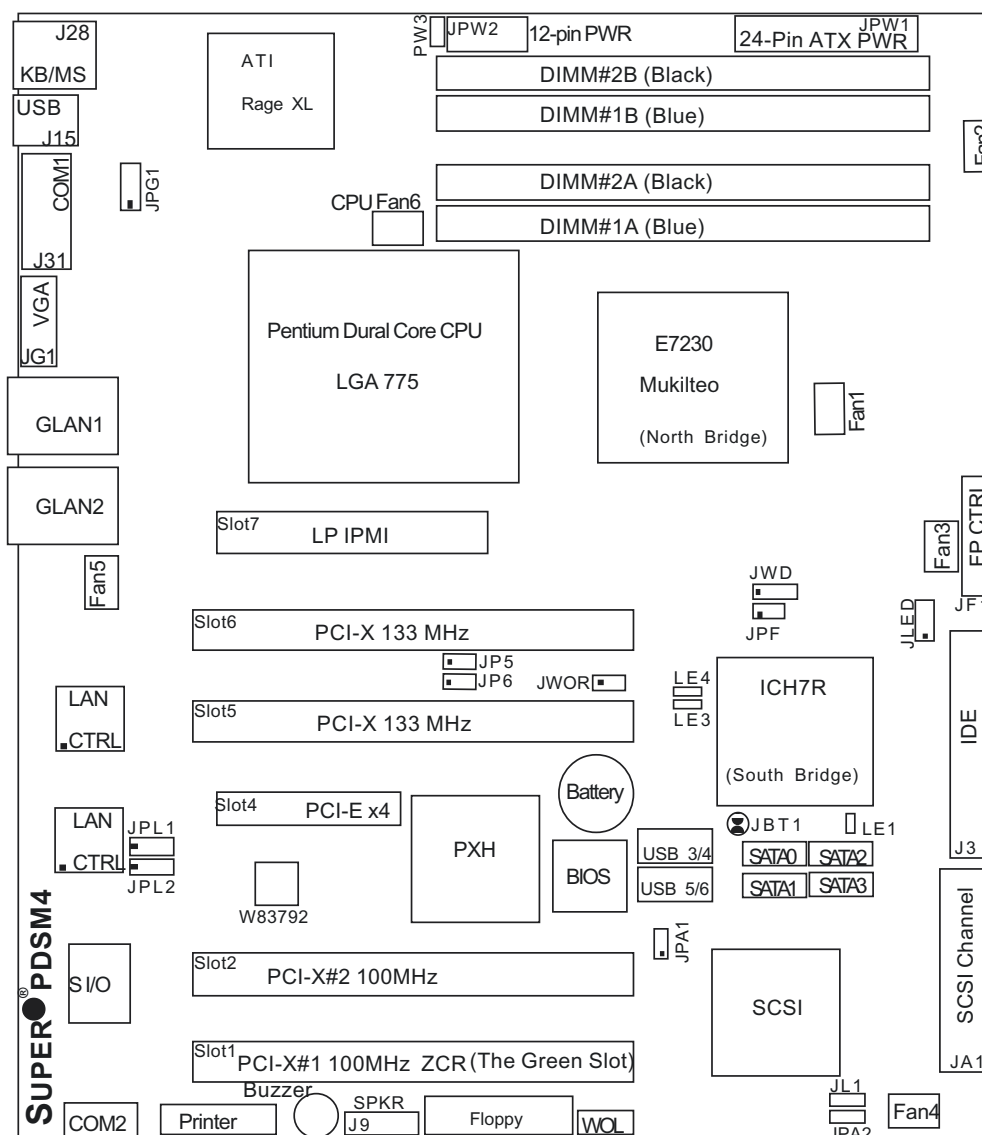 J28
KB/MS
PW3
JPW2
12-pin PWR
JPW1
24-Pin ATX PWR
ATI
Rage XL
DIMM#2B (Black)
DIMM#1B (Blue)
DIMM#2A (Black)
DIMM#1A (Blue)
USB
J15
Fan2
COM1
J31
JPG1
CPU Fan6
VGA
JG1
Pentium Dural Core CPU
LGA 775
E7230
Mukilteo
(North Bridge)
Fan1
GLAN1
GLAN2
Slot7
LP IPMI
FP CTRL
Fan3
Fan5
JWD
JPF
JF1
JLED
Slot6
PCI-X 133 MHz
JP5
JP6
JWOR
LE4
LE3
ICH7R
(South Bridge)
IDE
J3
LAN
CTRL
Slot5
PCI-X 133 MHz
Battery
Slot4
PCI-E x4
PXH
LAN
CTRL
JPL1
JPL2
JBT1
LE1
USB 3/4
USB 5/6
SATA0
SATA2
SATA1
SATA3
BIOS
W83792
JPA1
SUPER® PDSM4
S I/O
Slot2
PCI-X#2 100MHz
SCSI
SCSI Channel
JA1
Slot1
PCI-X#1 100MHz ZCR (The Green Slot)
Buzzer
COM2
Printer
SPKR
J9
Floppy
WOL
JL1
JPA2
Fan4